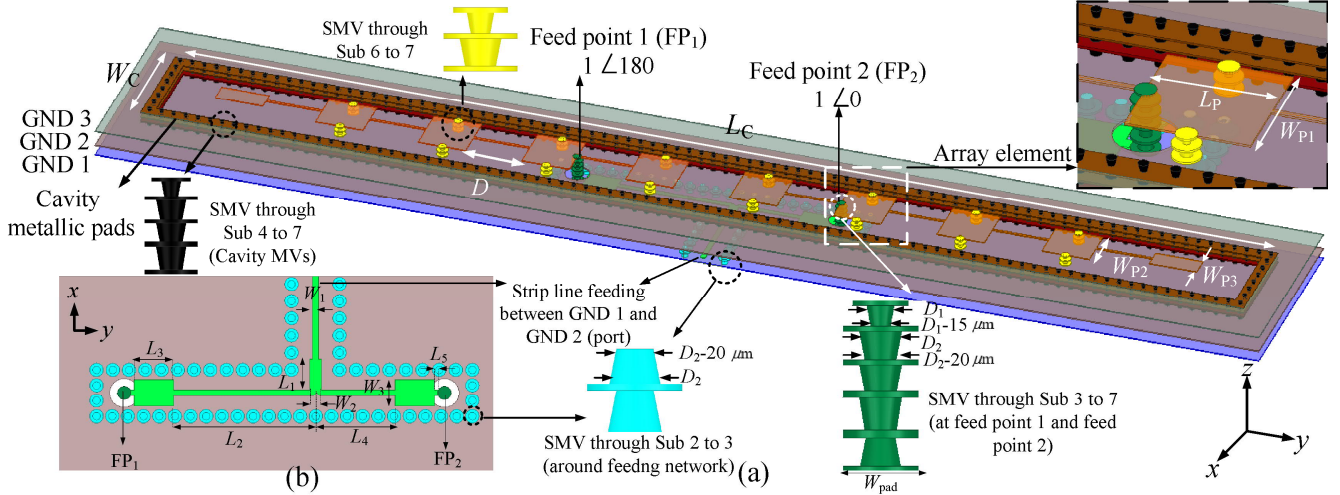 SMV through
Sub 6 to 7
Feed point 1 (FP1)
1 ∠180
Feed point 2 (FP2)
1 ∠0
WC
LC
LP
WP1
GND 3
GND 2
GND 1
Array element
D
Cavity
metallic pads
SMV through
Sub 4 to 7
(Cavity MVs)
WP2
WP3
Strip line feeding
between GND 1 and
GND 2 (port)
D1
D1-15 μm
D2
D2-20 μm
D2-20 μm
D2
x
y
W1
L3
L1
W3
L5
W2
L2
L4
FP1
FP2
(b)
SMV through Sub 2 to 3
(around feedng network)
(a)
SMV through Sub 3 to 7
(at feed point 1 and feed
point 2)
Wpad
z
y
x